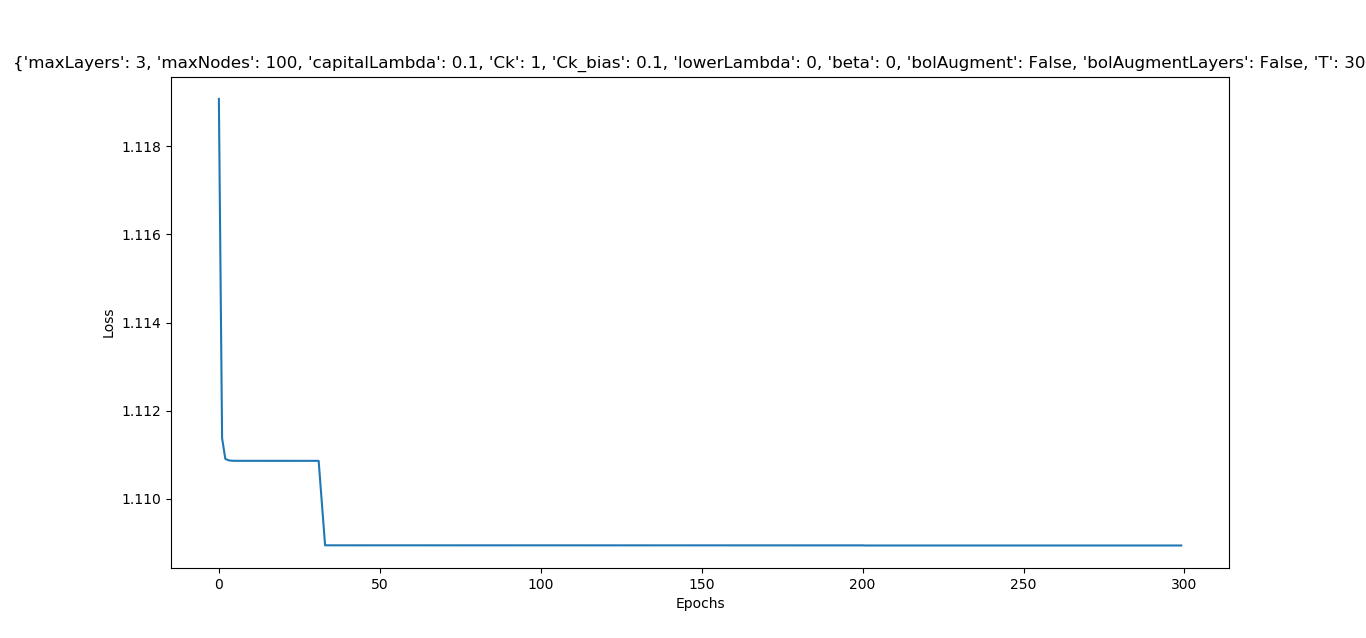 {'maxLayers': 3, 'maxNodes': 100, 'capitalLambda': 0.1, 'Ck': 1, 'Ck_bias': 0.1, 'lowerLambda': 0, 'beta': 0, 'bolAugment': False, 'bolAugmentLayers': False, 'T': 30
1.118
1.116
1.114
1.112
1.110
Loss
0 50 100 150 200 250 300
Epochs